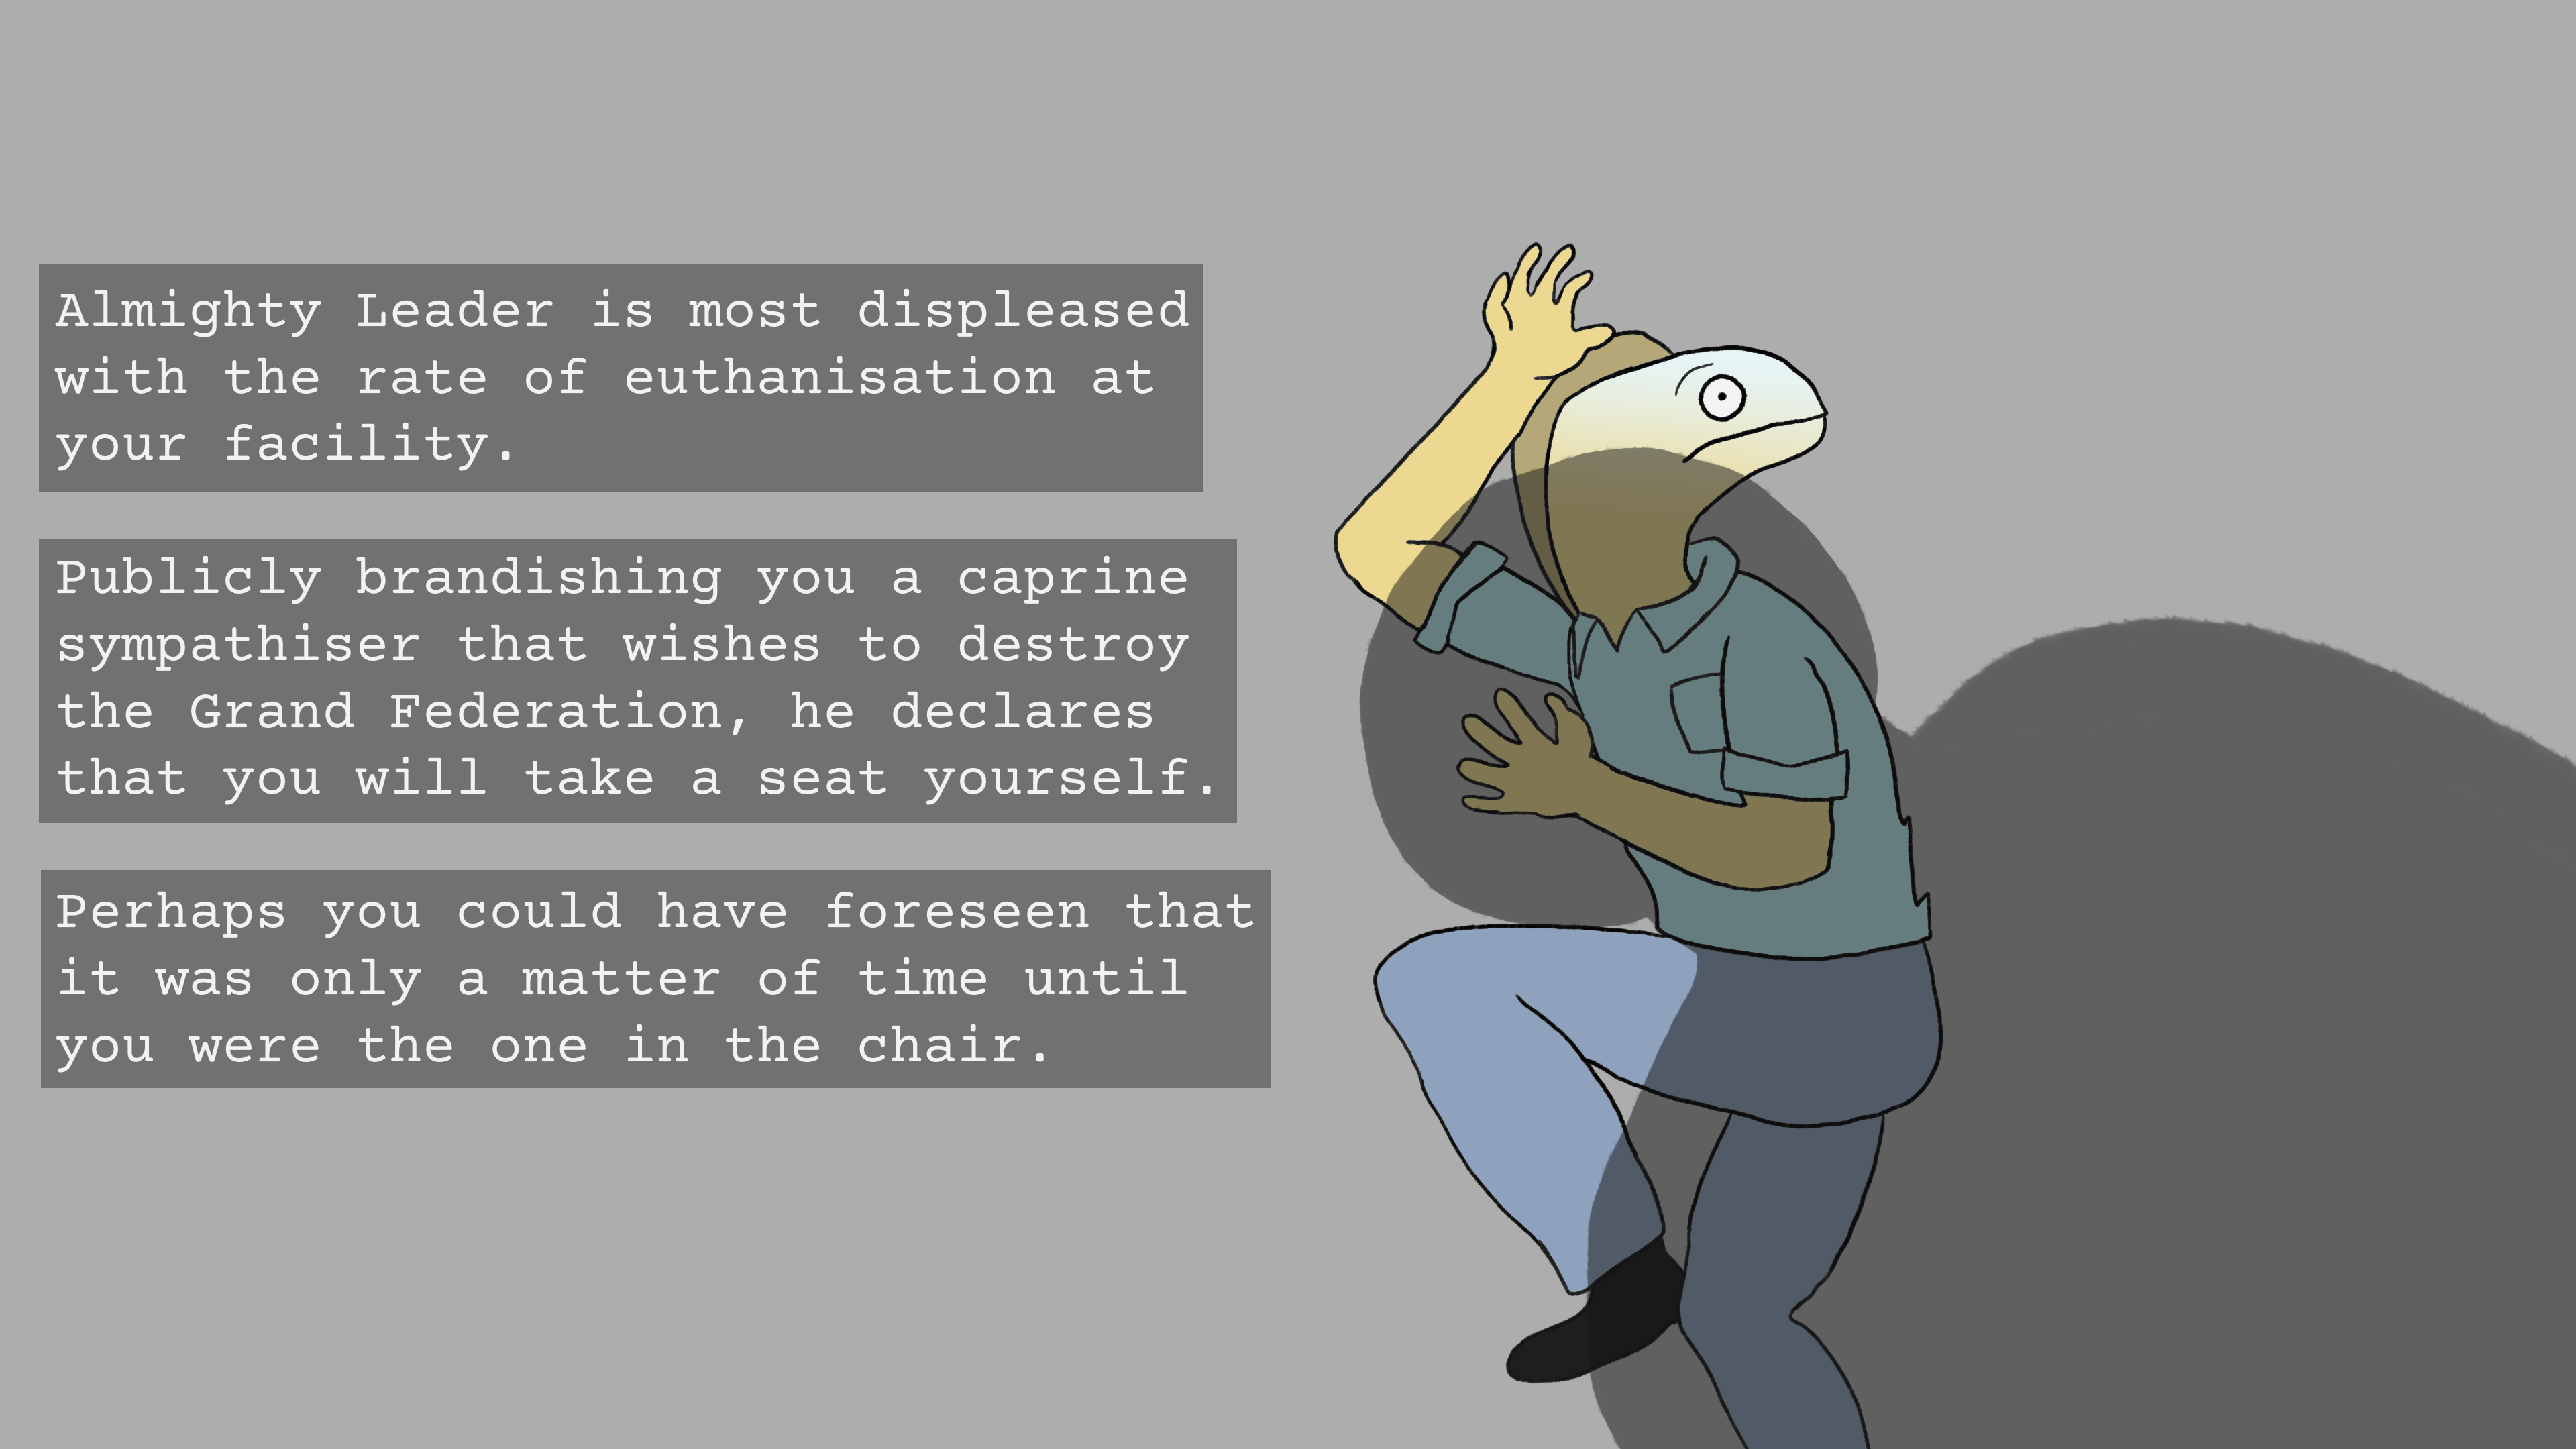 Almighty Leader is most displeased
with the rate of euthanisation at
your facility.
Publicly brandishing you a caprine
sympathiser that wishes to destroy
the Grand Federation, he declares
that you will take a seat yourself.
Perhaps you could have foreseen that
it was only a matter of time until
you were the one in the chair.